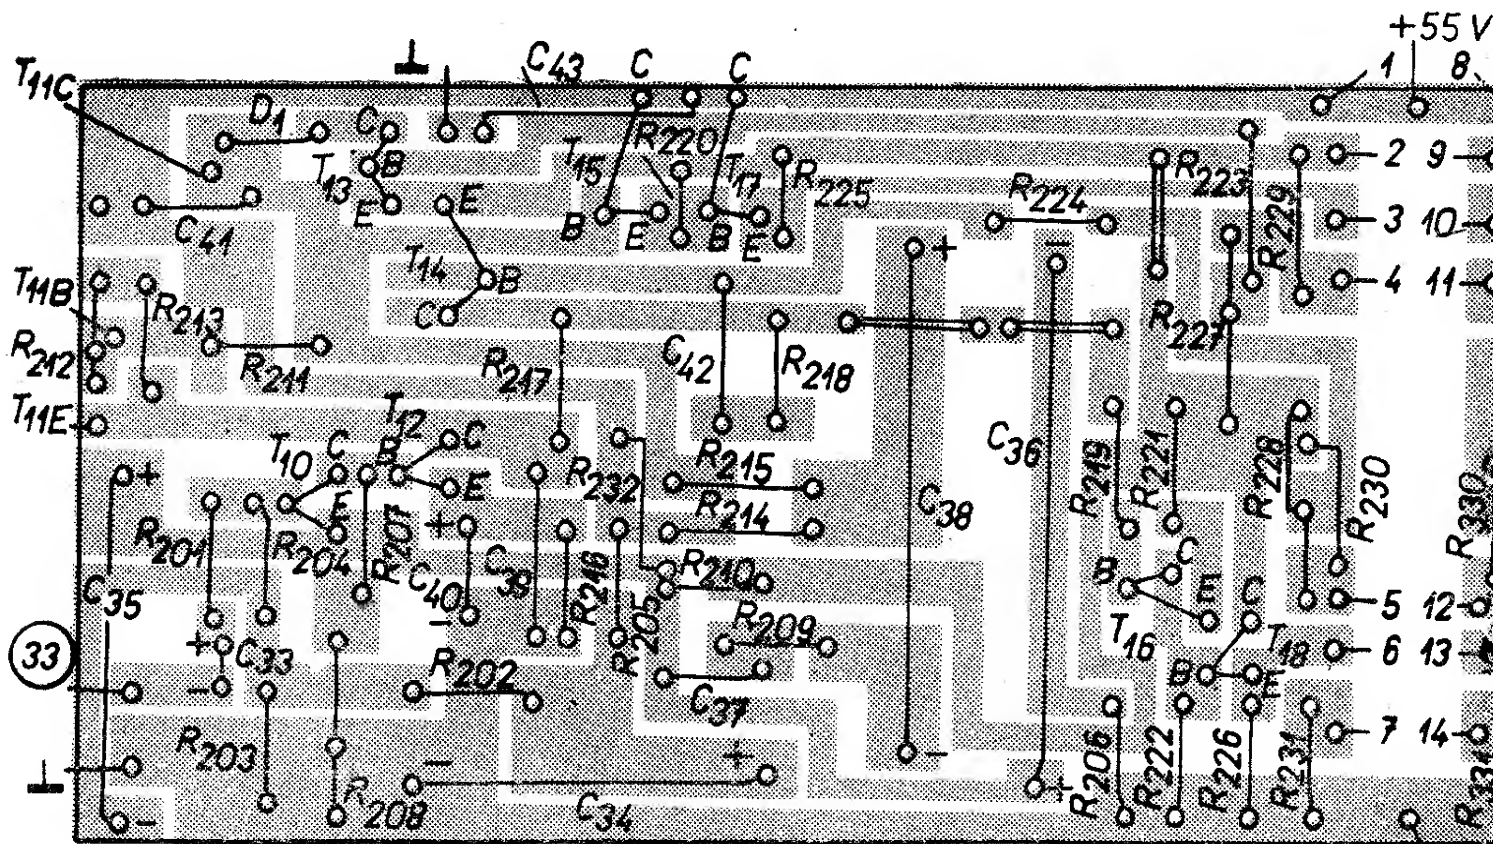 +55 V
C43 C C 1 8
T11C
D1 C R220 2 9
T13 B T15 T17 R225 R223
E E B E B E R224 R229 3 10
C41
T14 B + - 4 11
T11B R213 C
R212 R211 R217 C42 R218 R227
T11E T12 C
T10 C B C36 R219 R221 R228 R230 R330
+ R215
E E R232 C38
R201 R204 R207 + R214
C35 C40 C39 R216 R210 B C
R205 E C 5 12
- R209 T16 T18 6 13
33 + C33 R202 B E
- C37
R203 R206 R222 R226 R231 7 14 R331
- + - +
R208 C34
-